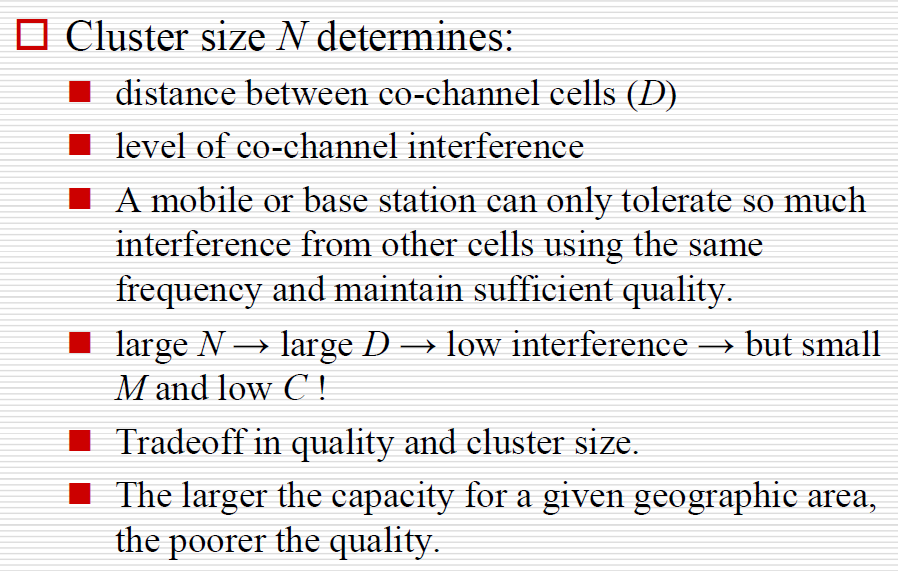 Cluster size N determines:
distance between co-channel cells (D)
level of co-channel interference
A mobile or base station can only tolerate so much
interference from other cells using the same
frequency and maintain sufficient quality.
large N → large D → low interference → but small
M and low C !
Tradeoff in quality and cluster size.
The larger the capacity for a given geographic area,
the poorer the quality.